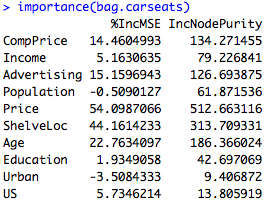 > importance(bag.carseats)
%IncMSE IncNodePurity
CompPrice 14.4604993 134.271455
Income 5.1630635 79.226841
Advertising 15.1596943 126.693875
Population -0.5090127 61.871536
Price 54.0987066 512.663116
ShelveLoc 44.1614233 313.709331
Age 22.7634097 186.366024
Education 1.9349058 42.697069
Urban -3.5084333 9.406872
US 5.7346214 13.805919